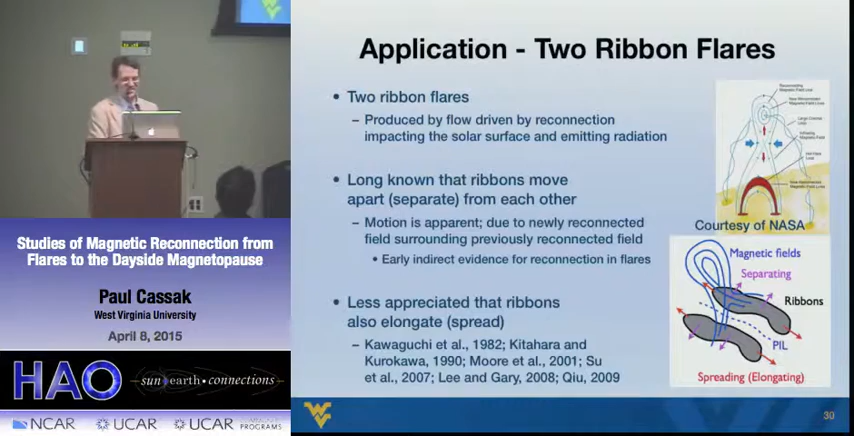 Application - Two Ribbon Flares
• Two ribbon flares
– Produced by flow driven by reconnection
impacting the solar surface and emitting radiation
• Long known that ribbons move
apart (separate) from each other
– Motion is apparent; due to newly reconnected
field surrounding previously reconnected field
• Early indirect evidence for reconnection in flares
• Less appreciated that ribbons
also elongate (spread)
– Kawaguchi et al., 1982; Kitahara and
Kurokawa, 1990; Moore et al., 2001; Su
et al., 2007; Lee and Gary, 2008; Qiu, 2009
Courtesy of NASA
Magnetic fields
Separating
Ribbons
PIL
Spreading (Elongating)
30
Studies of Magnetic Reconnection from
Flares to the Dayside Magnetopause
Paul Cassak
West Virginia University
April 8, 2015
HAO
sun earth • connections
NCAR
UCAR
UCAR
PROGRAMS